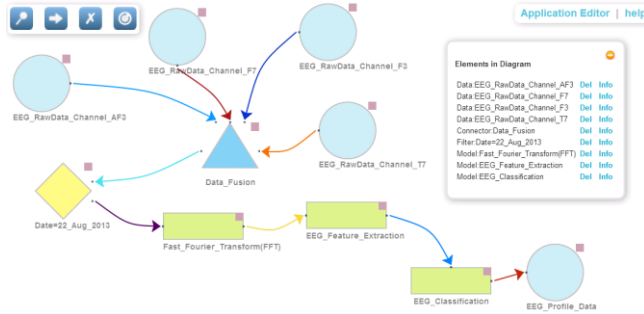 Application Editor | help
EEG_RawData_Channel_F7
EEG_RawData_Channel_F3
EEG_RawData_Channel_AF3
EEG_RawData_Channel_T7
Data_Fusion
Date=22_Aug_2013
Fast_Fourier_Transform(FFT)
EEG_Feature_Extraction
EEG_Classification
EEG_Profile_Data
Elements in Diagram
Data:EEG_RawData_Channel_AF3 Del Info
Data:EEG_RawData_Channel_F7 Del Info
Data:EEG_RawData_Channel_F3 Del Info
Data:EEG_RawData_Channel_T7 Del Info
Connector:Data_Fusion Del Info
Filter:Date=22_Aug_2013 Del Info
Model:Fast_Fourier_Transform(FFT) Del Info
Model:EEG_Feature_Extraction Del Info
Model:EEG_Classification Del Info